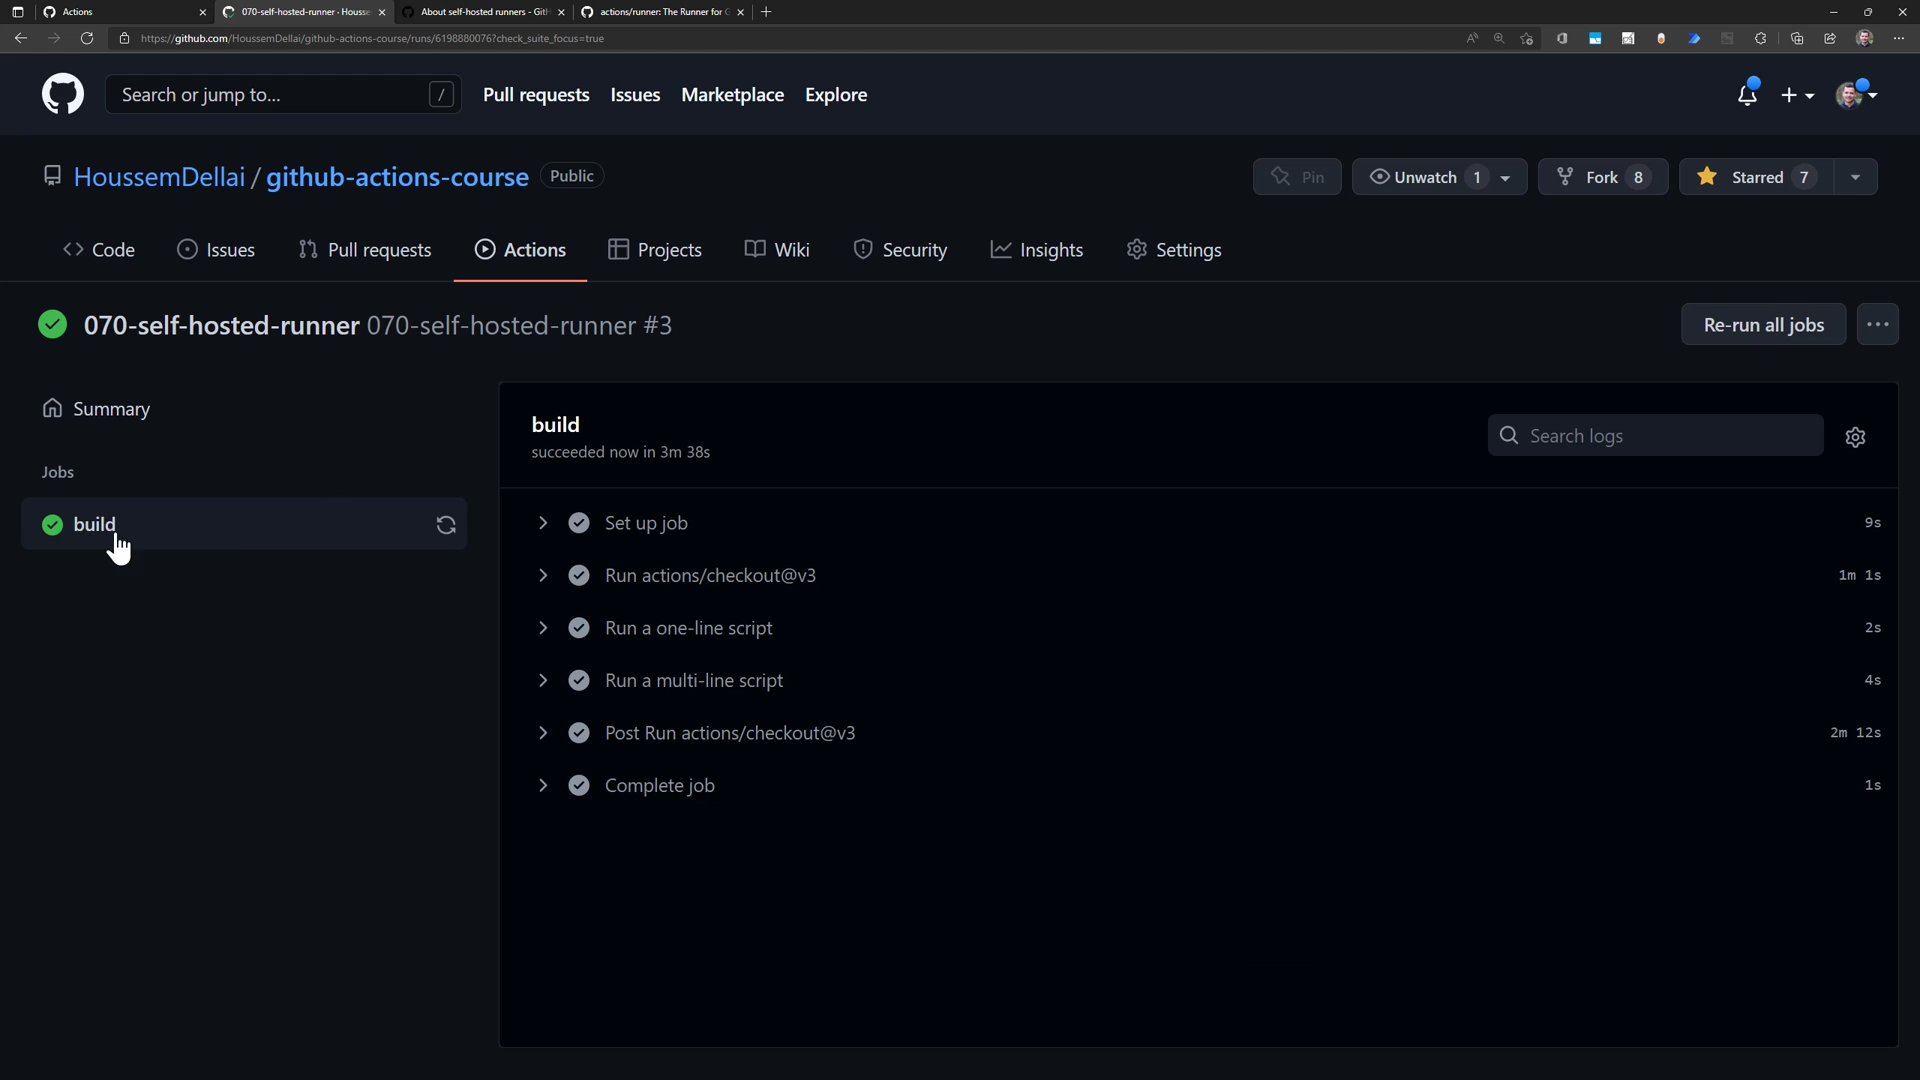 Actions
070-self-hosted-runner · Housse
About self-hosted runners - GitH
actions/runner: The Runner for G
https://github.com/HoussemDellai/github-actions-course/runs/6198880076?check_suite_focus=true
Search or jump to... /
Pull requests Issues Marketplace Explore
HoussemDellai / github-actions-course Public
Pin
Unwatch 1
Fork 8
Starred 7
Code Issues Pull requests Actions Projects Wiki Security Insights Settings
070-self-hosted-runner 070-self-hosted-runner #3
Re-run all jobs
Summary
Jobs
build
build
succeeded now in 3m 38s
Search logs
Set up job 9s
Run actions/checkout@v3 1m 1s
Run a one-line script 2s
Run a multi-line script 4s
Post Run actions/checkout@v3 2m 12s
Complete job 1s